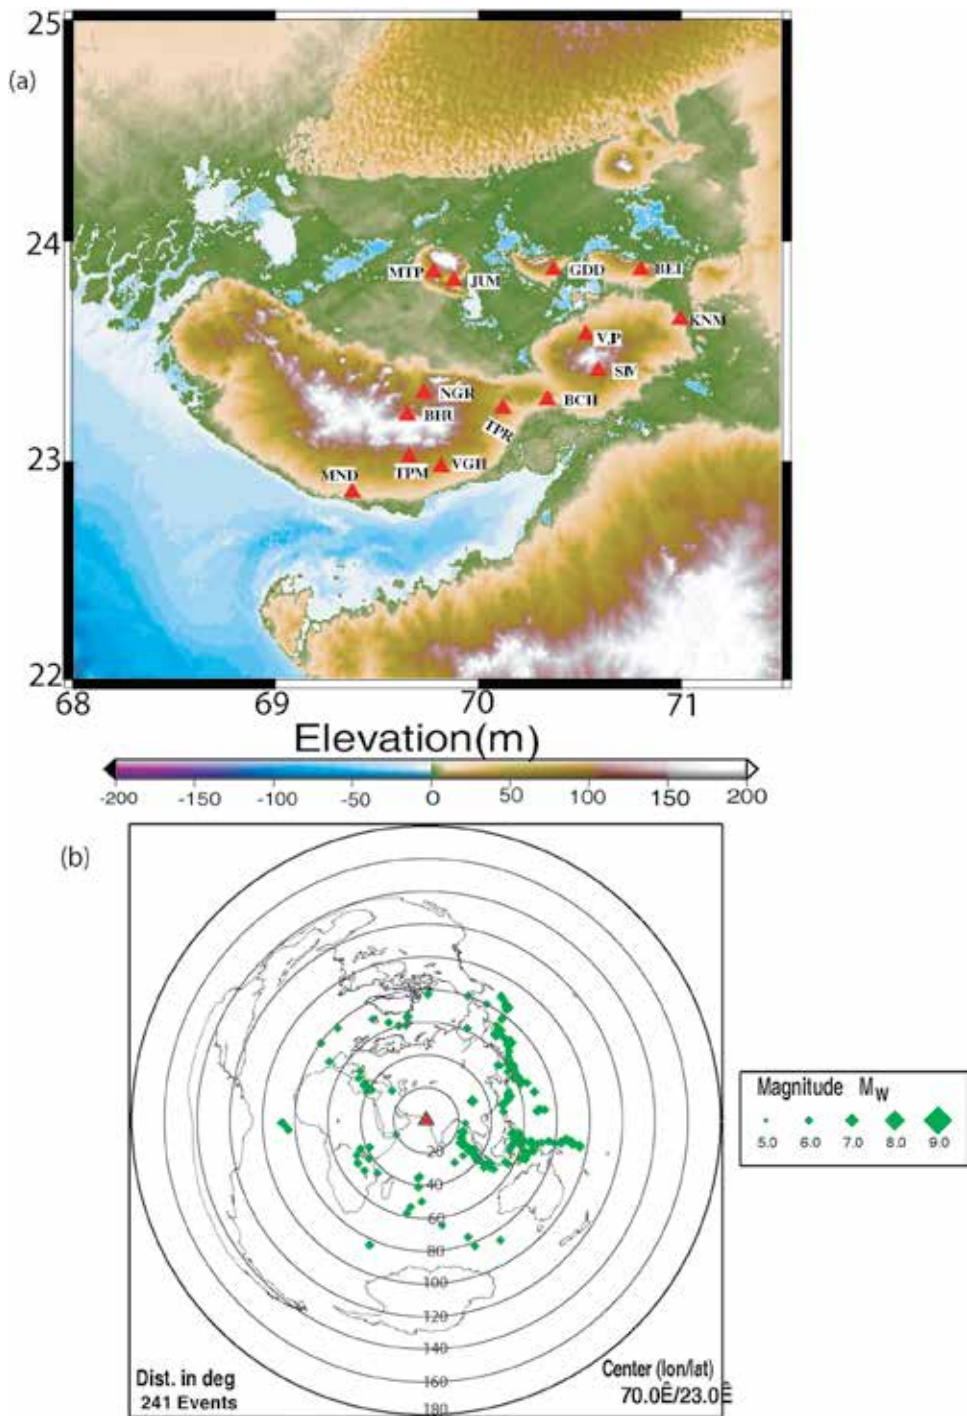 (a)
25
24
23
22
MTP
JUM
GDD
BEL
KNM
VJP
SIV
NGR
BCH
BHU
TPR
TPM
VGH
MND
68
69
70
71
Elevation(m)
-200 -150 -100 -50 0 50 100 150 200
(b)
20
40
60
80
100
120
140
160
180
Dist. in deg
241 Events
Center (lon/lat)
70.0Ê/23.0Ê
Magnitude Mw
5.0 6.0 7.0 8.0 9.0